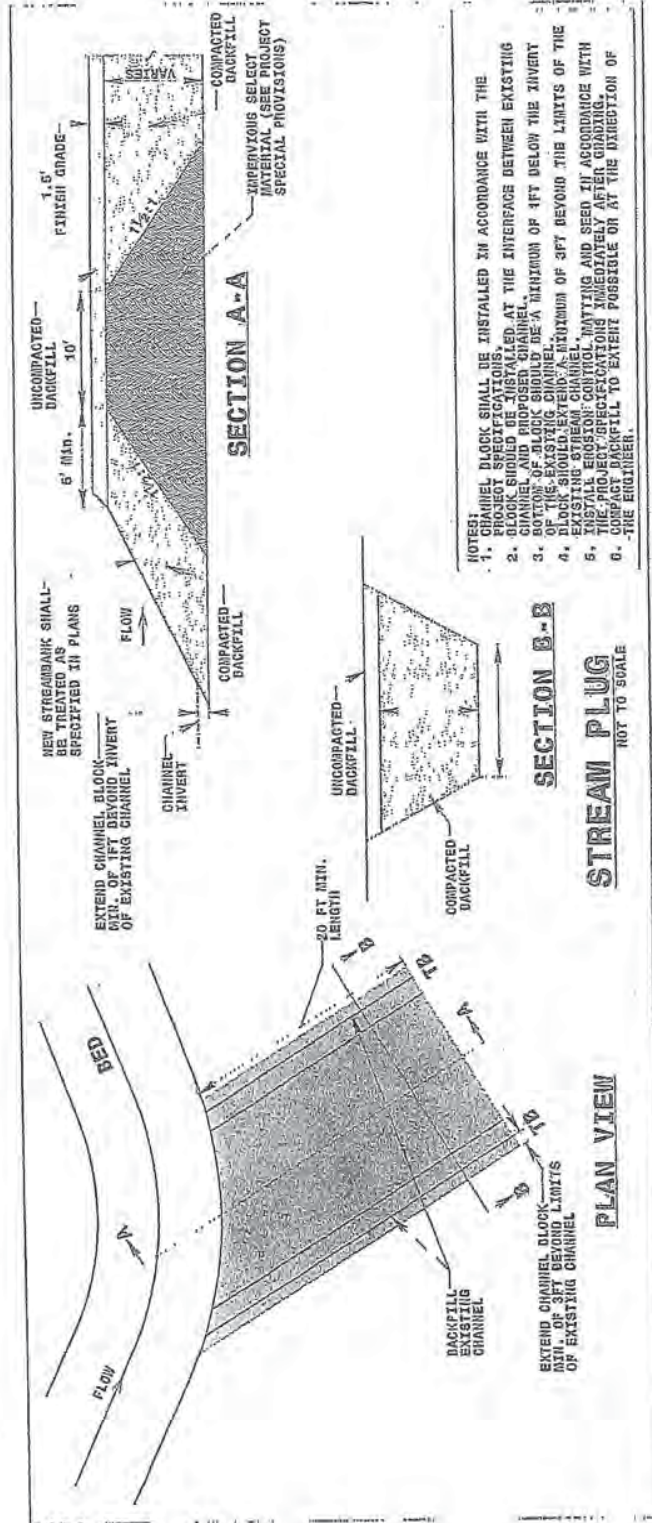 FLOW
BED
A
20 FT MIN.
LENGTH
B
TB
A
TB
B
BACKFILL
EXISTING
CHANNEL
EXTEND CHANNEL BLOCK
MIN. OF 3FT BEYOND LIMITS
OF EXISTING CHANNEL
PLAN VIEW
NEW STREAMBANK SHALL
BE TREATED AS
SPECIFIED IN PLANS
EXTEND CHANNEL BLOCK
MIN. OF 1FT BEYOND INVERT
OF EXISTING CHANNEL
FLOW
CHANNEL
INVERT
COMPACTED
BACKFILL
UNCOMPACTED
BACKFILL
5' Min.
10'
1.5'
FINISH GRADE
1½:1
1½:1
VARIES
COMPACTED
BACKFILL
IMPERVIOUS SELECT
MATERIAL (SEE PROJECT
SPECIAL PROVISIONS)
SECTION A-A
UNCOMPACTED
BACKFILL
COMPACTED
BACKFILL
SECTION B-B
STREAM PLUG
NOT TO SCALE
NOTES:
1. CHANNEL BLOCK SHALL BE INSTALLED IN ACCORDANCE WITH THE
PROJECT SPECIFICATIONS.
2. BLOCK SHOULD BE INSTALLED AT THE INTERFACE BETWEEN EXISTING
CHANNEL AND PROPOSED CHANNEL.
3. BOTTOM OF BLOCK SHOULD BE A MINIMUM OF 1FT BELOW THE INVERT
OF THE EXISTING CHANNEL.
4. BLOCK SHOULD EXTEND A MINIMUM OF 3FT BEYOND THE LIMITS OF THE
EXISTING STREAM CHANNEL.
5. INSTALL EROSION CONTROL MATTING AND SEED IN ACCORDANCE WITH
THE PROJECT SPECIFICATIONS IMMEDIATELY AFTER GRADING.
6. COMPACT BACKFILL TO EXTENT POSSIBLE OR AT THE DIRECTION OF
THE ENGINEER.